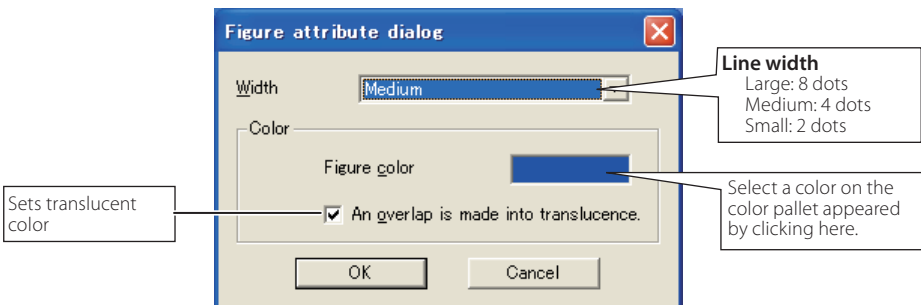 Figure attribute dialog
Width
Medium
Line width
Large: 8 dots
Medium: 4 dots
Small: 2 dots
Color
Figure color
Select a color on the
color pallet appeared
by clicking here.
Sets translucent
color
An overlap is made into translucence.
OK
Cancel